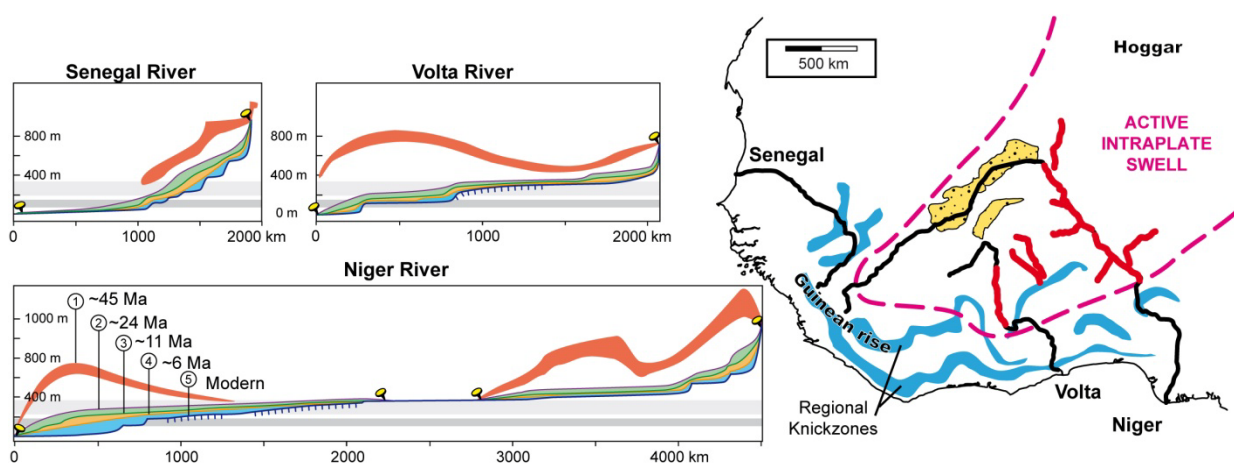 Senegal River
800 m
400 m
0
1000
2000 km
Volta River
800 m
400 m
0 m
0
1000
2000 km
Niger River
1000 m
800 m
400 m
1 ~45 Ma
2 ~24 Ma
3 ~11 Ma
4 ~6 Ma
5 Modern
0
1000
2000
3000
4000 km
500 km
Hoggar
ACTIVE
INTRAPLATE
SWELL
Senegal
Guinean rise
Regional
Knickzones
Volta
Niger